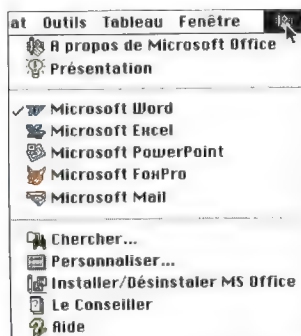 at Outils Tableau Fenêtre
A propos de Microsoft Office
Présentation
Microsoft Word
Microsoft Excel
Microsoft PowerPoint
Microsoft FoxPro
Microsoft Mail
Chercher...
Personnaliser...
Installer/Désinstaler MS Office
Le Conseiller
Aide